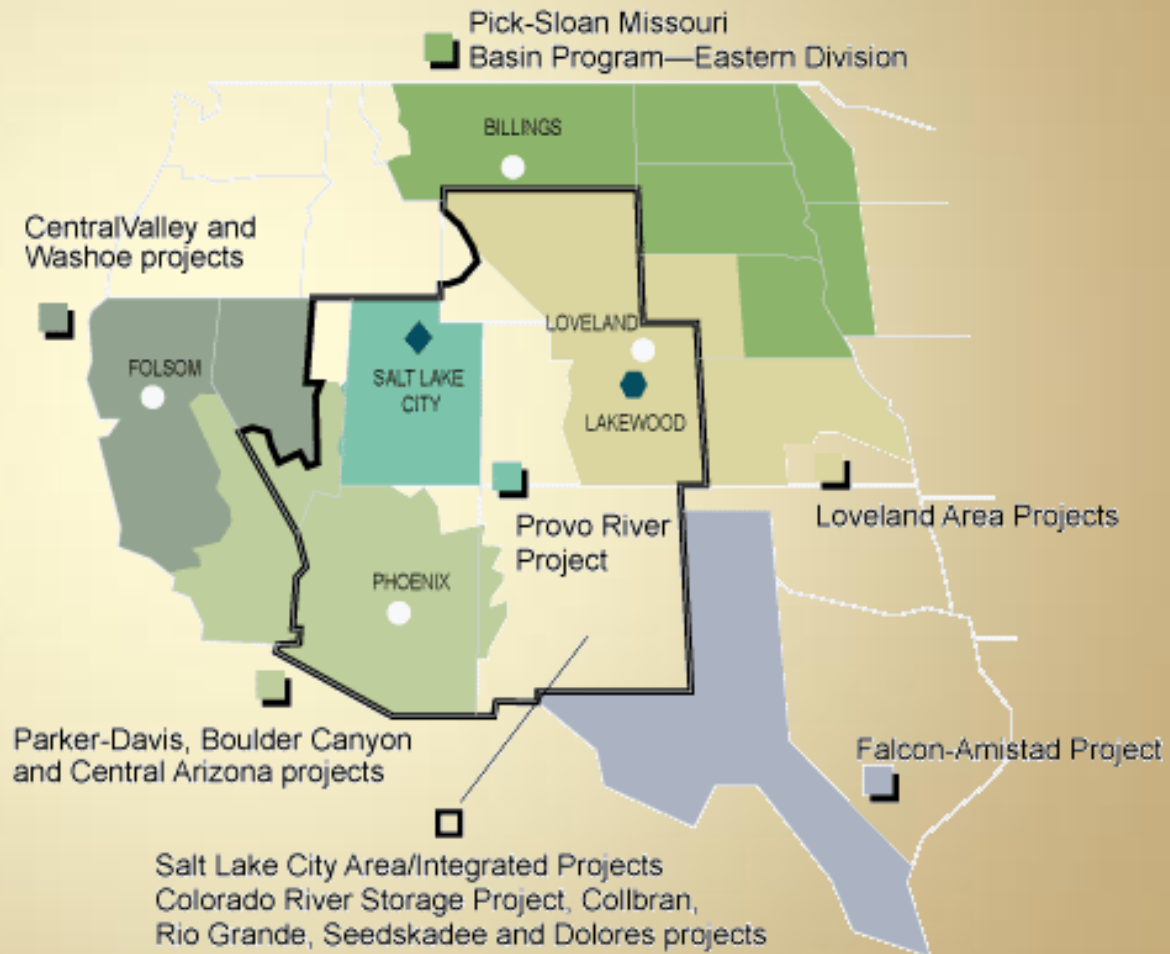 Pick-Sloan Missouri
Basin Program—Eastern Division
BILLINGS
CentralValley and
Washoe projects
LOVELAND
FOLSOM
SALT LAKE
CITY
LAKEWOOD
Provo River
Project
Loveland Area Projects
PHOENIX
Parker-Davis, Boulder Canyon
and Central Arizona projects
Falcon-Amistad Project
Salt Lake City Area/Integrated Projects
Colorado River Storage Project, Collbran,
Rio Grande, Seedskadee and Dolores projects